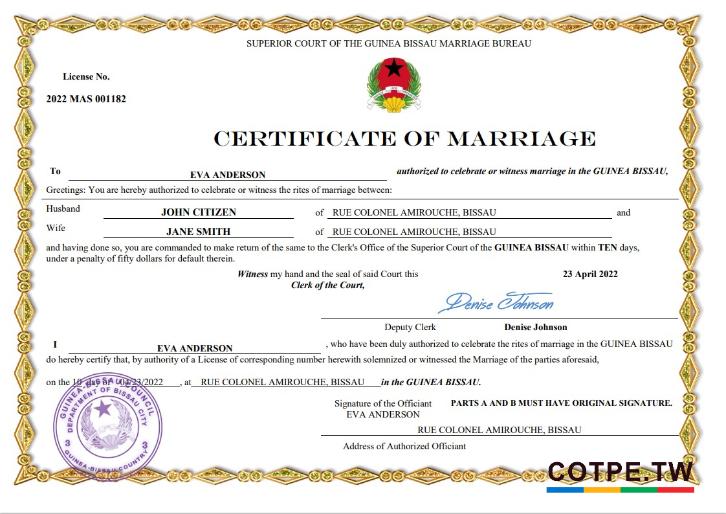 SUPERIOR COURT OF THE GUINEA BISSAU MARRIAGE BUREAU
License No.
2022 MAS 001182
CERTIFICATE OF MARRIAGE
To EVA ANDERSON authorized to celebrate or witness marriage in the GUINEA BISSAU,
Greetings: You are hereby authorized to celebrate or witness the rites of marriage between:
Husband JOHN CITIZEN of RUE COLONEL AMIROUCHE, BISSAU and
Wife JANE SMITH of RUE COLONEL AMIROUCHE, BISSAU
and having done so, you are commanded to make return of the same to the Clerk's Office of the Superior Court of the GUINEA BISSAU within TEN days,
under a penalty of fifty dollars for default therein.
Witness my hand and the seal of said Court this 23 April 2022
Clerk of the Court,
Denise Johnson
Deputy Clerk Denise Johnson
I EVA ANDERSON , who have been duly authorized to celebrate the rites of marriage in the GUINEA BISSAU
do hereby certify that, by authority of a License of corresponding number herewith solemnized or witnessed the Marriage of the parties aforesaid,
on the day of 04/23/2022 , at RUE COLONEL AMIROUCHE, BISSAU in the GUINEA BISSAU.
GUINEA-BISSAU COUNCIL
DEPARTMENT OF BISSAU CITY
3 3
GUINEA-BISSAU COUNTRY
Signature of the Officiant PARTS A AND B MUST HAVE ORIGINAL SIGNATURE.
EVA ANDERSON
RUE COLONEL AMIROUCHE, BISSAU
Address of Authorized Officiant
COTPE.TW